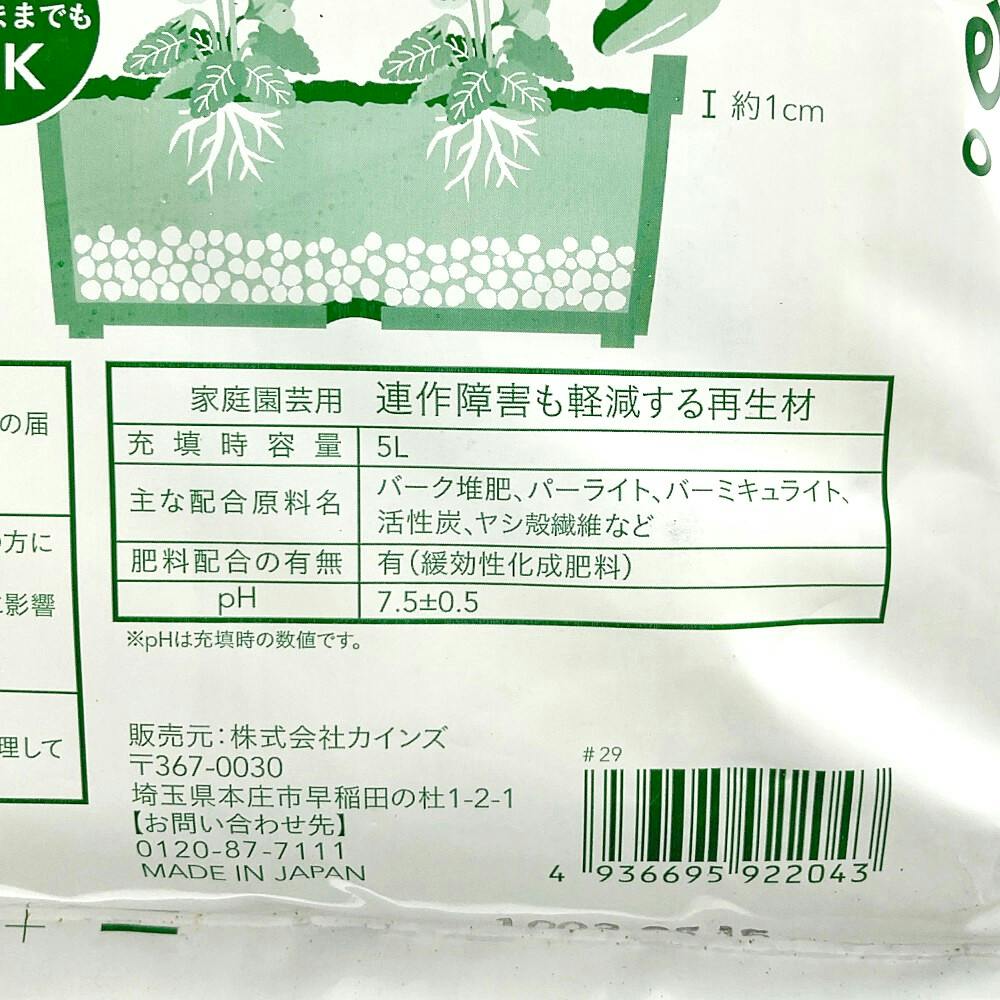 ままでも
K
約1cm
の届
の方に
影響
理して
家庭園芸用 連作障害も軽減する再生材
充填時容量 5L
主な配合原料名 バーク堆肥、パーライト、バーミキュライト、
活性炭、ヤシ殻繊維など
肥料配合の有無 有(緩効性化成肥料)
pH 7.5±0.5
※pHは充填時の数値です。
販売元:株式会社カインズ
〒367-0030
埼玉県本庄市早稲田の杜1-2-1
【お問い合わせ先】
0120-87-7111
MADE IN JAPAN
#29
4 936695 922043